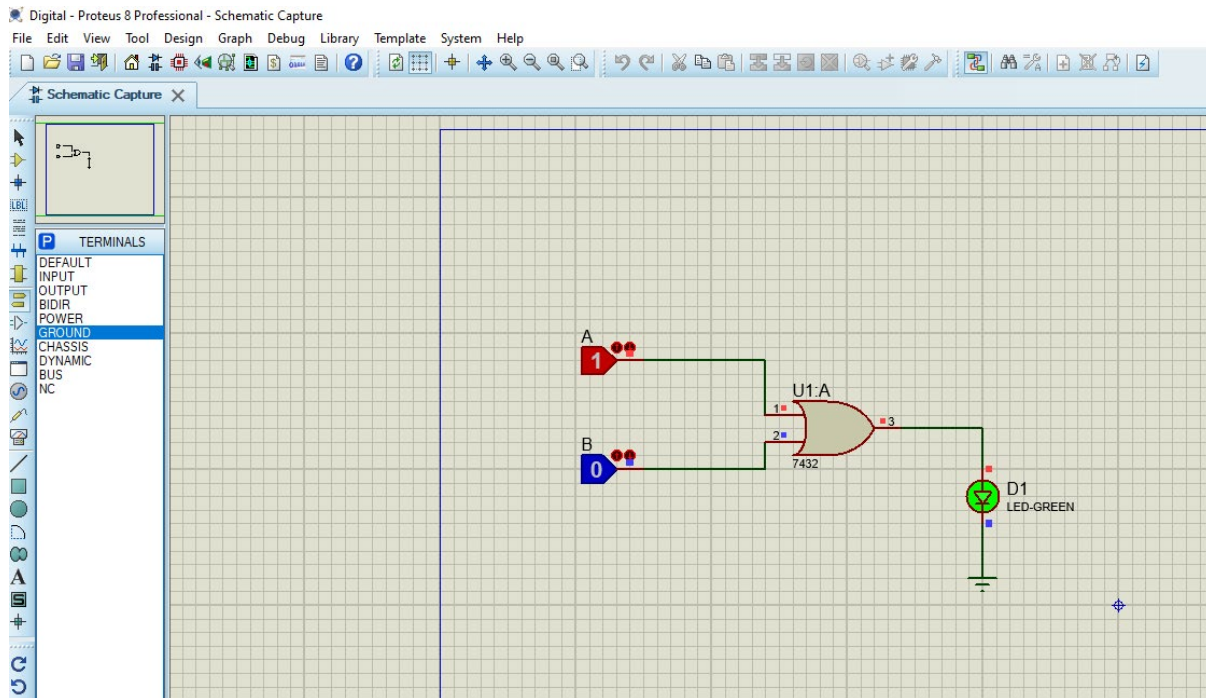 Digital - Proteus 8 Professional - Schematic Capture
File Edit View Tool Design Graph Debug Library Template System Help
Schematic Capture
LBL
P TERMINALS
DEFAULT
INPUT
OUTPUT
BIDIR
POWER
GROUND
CHASSIS
DYNAMIC
BUS
NC
A
S
A
1
B
0
U1:A
1
2
3
7432
D1
LED-GREEN